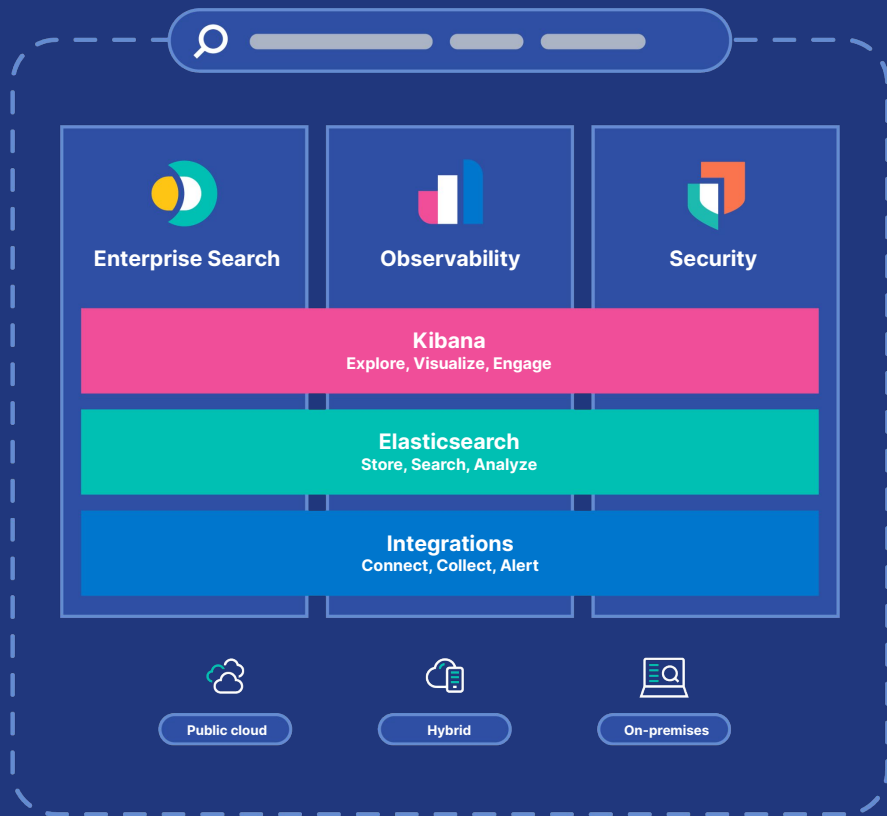 Enterprise Search
Observability
Security
Kibana
Explore, Visualize, Engage
Elasticsearch
Store, Search, Analyze
Integrations
Connect, Collect, Alert
Public cloud
Hybrid
On-premises